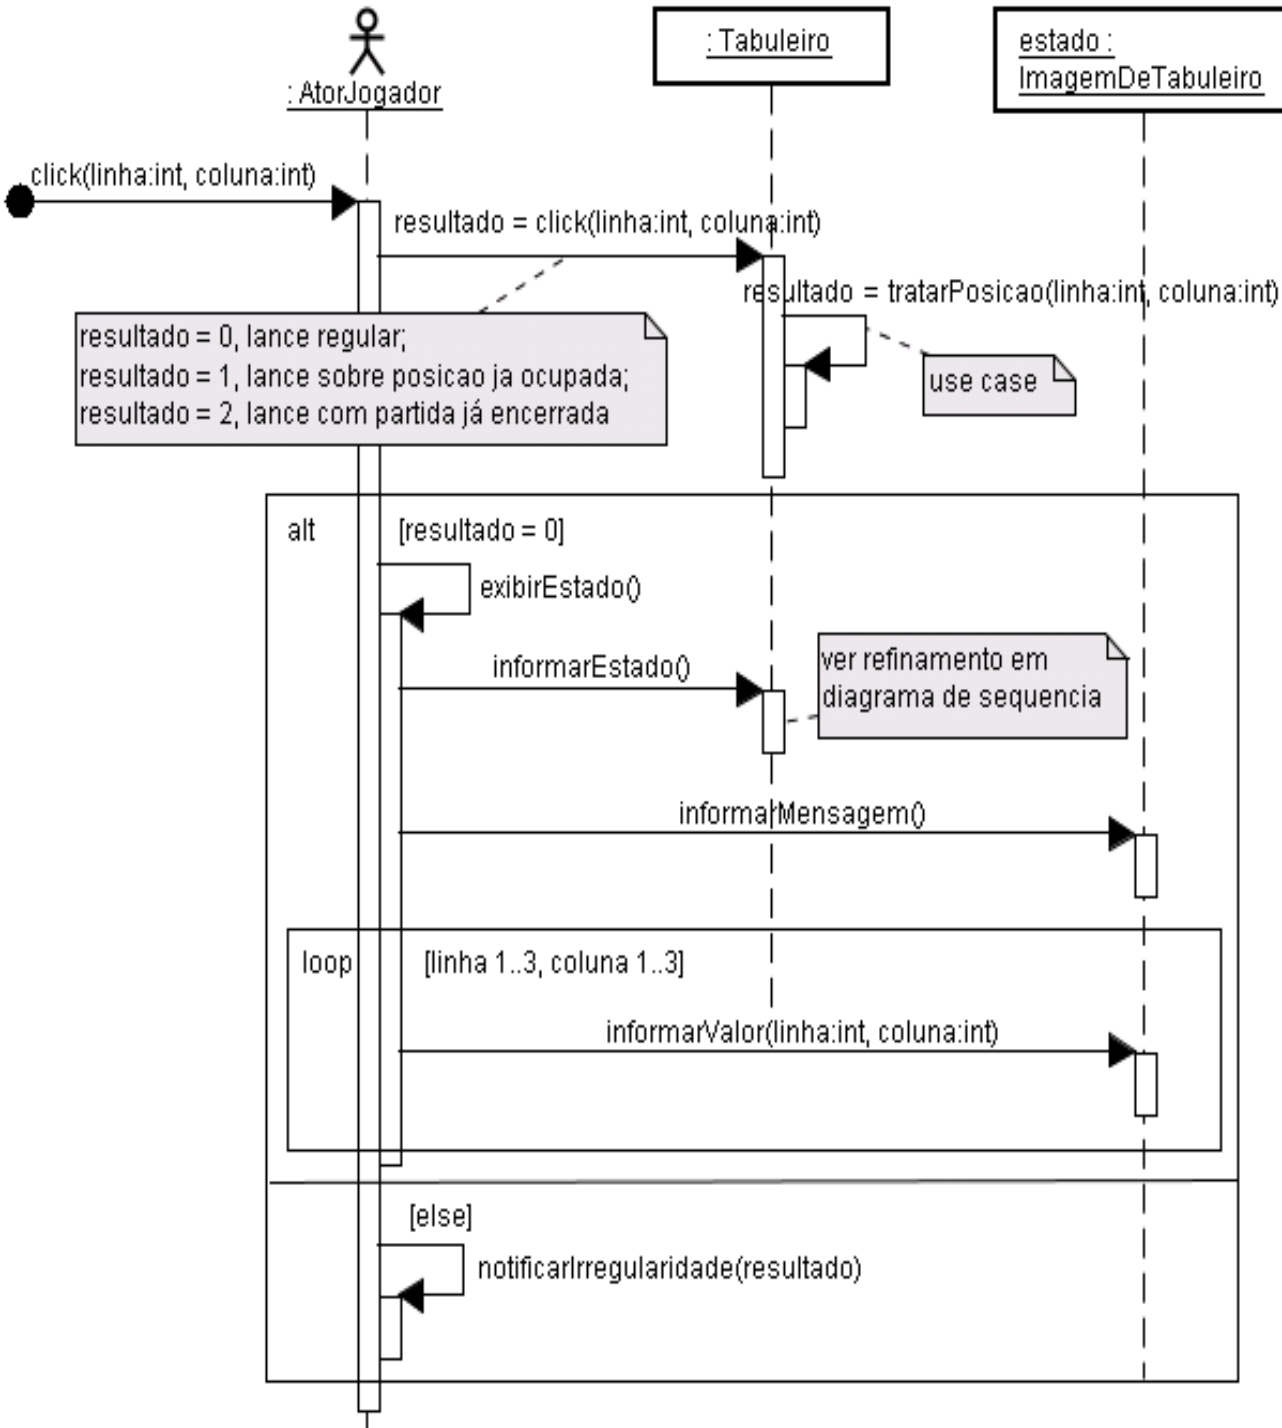 : AtorJogador
: Tabuleiro
estado :
ImagemDeTabuleiro
click(linha:int, coluna:int)
resultado = click(linha:int, coluna:int)
resultado = tratarPosicao(linha:int, coluna:int)
resultado = 0, lance regular;
resultado = 1, lance sobre posicao ja ocupada;
resultado = 2, lance com partida já encerrada
use case
alt
[resultado = 0]
exibirEstado()
informarEstado()
ver refinamento em
diagrama de sequencia
informarMensagem()
loop
[linha 1..3, coluna 1..3]
informarValor(linha:int, coluna:int)
[else]
notificarIrregularidade(resultado)